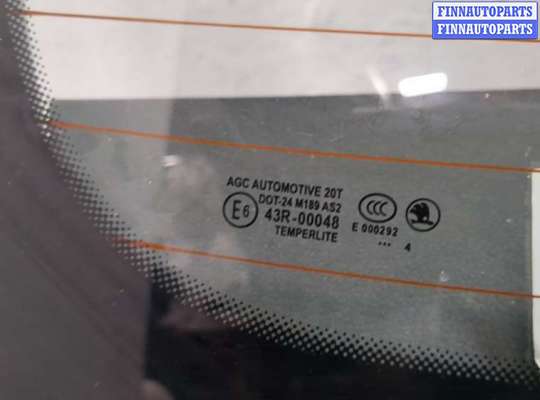 FINNAUTOPARTS
FINNAUTOPARTS
AGC AUTOMOTIVE 20T
DOT-24 M189 AS2
E6 43R-00048
TEMPERLITE
CCC
E 000292
... 4